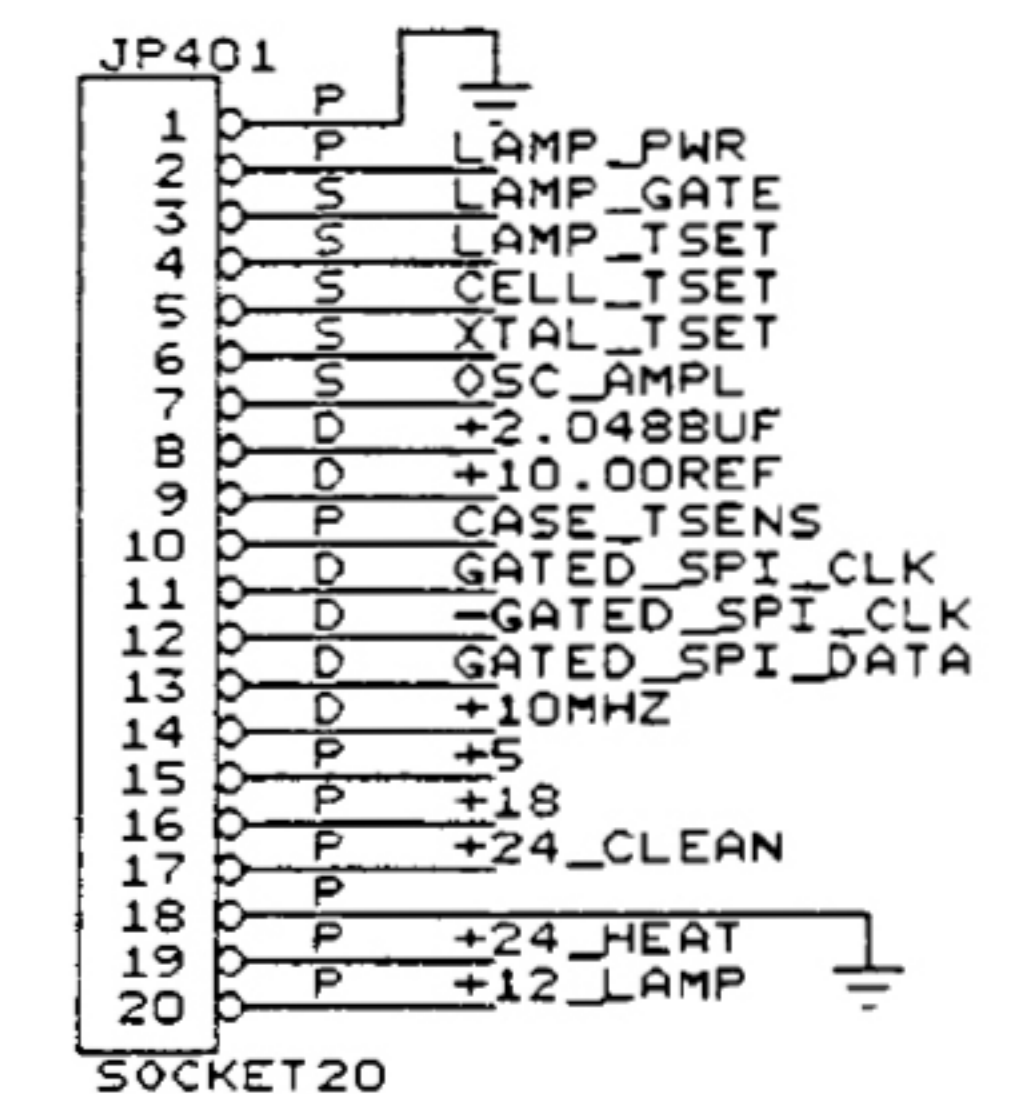 JP401
1 P
2 P LAMP_PWR
3 S LAMP_GATE
4 S LAMP_TSET
5 S CELL_TSET
6 S XTAL_TSET
7 S OSC_AMPL
8 D +2.048BUF
9 D +10.00REF
10 P CASE_TSENS
11 D GATED_SPI_CLK
12 D -GATED_SPI_CLK
13 D GATED_SPI_DATA
14 D +10MHZ
15 P +5
16 P +18
17 P +24_CLEAN
18 P
19 P +24_HEAT
20 P +12_LAMP
SOCKET20